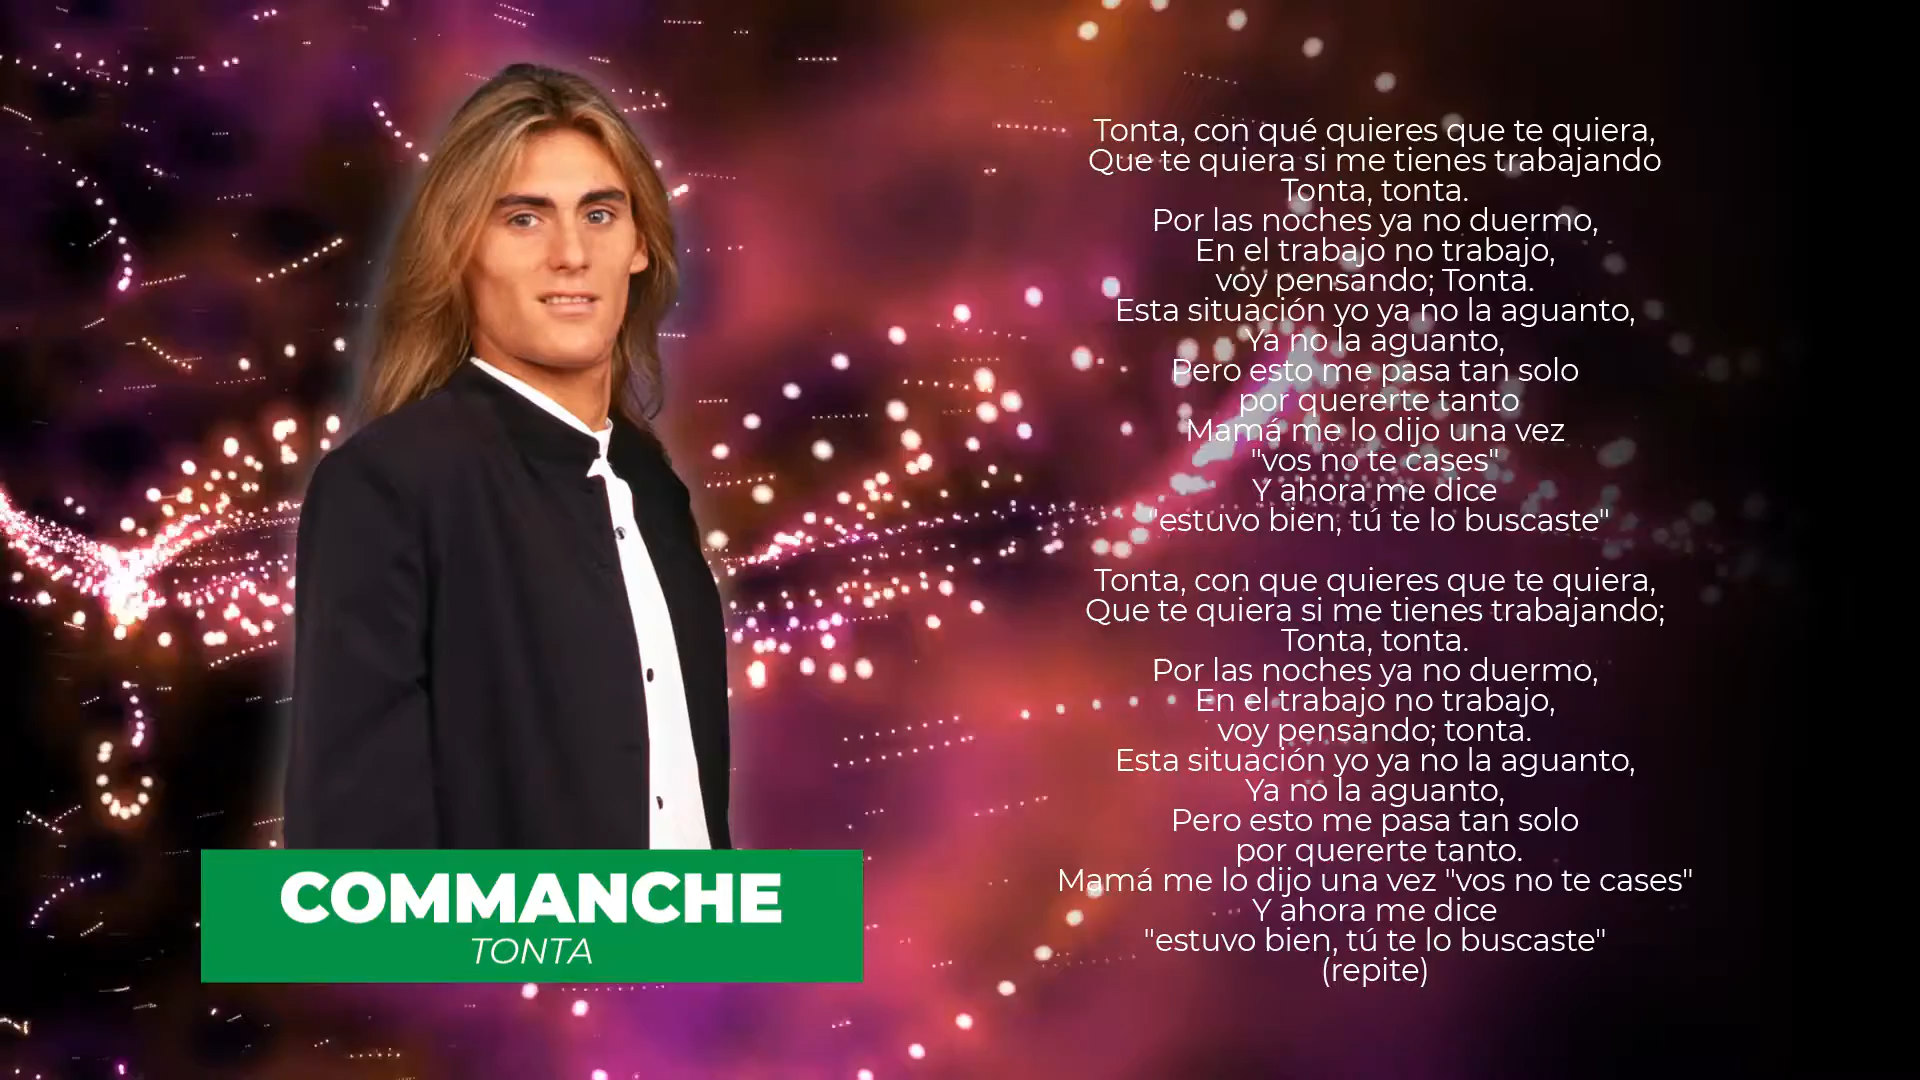 Tonta, con qué quieres que te quiera,
Que te quiera si me tienes trabajando
Tonta, tonta.
Por las noches ya no duermo,
En el trabajo no trabajo,
voy pensando; Tonta.
Esta situación yo ya no la aguanto,
Ya no la aguanto,
Pero esto me pasa tan solo
por quererte tanto
Mamá me lo dijo una vez
"vos no te cases"
Y ahora me dice
"estuvo bien, tú te lo buscaste"
Tonta, con que quieres que te quiera,
Que te quiera si me tienes trabajando;
Tonta, tonta.
Por las noches ya no duermo,
En el trabajo no trabajo,
voy pensando; tonta.
Esta situación yo ya no la aguanto,
Ya no la aguanto,
Pero esto me pasa tan solo
por quererte tanto.
Mamá me lo dijo una vez "vos no te cases"
Y ahora me dice
"estuvo bien, tú te lo buscaste"
(repite)
COMMANCHE
TONTA